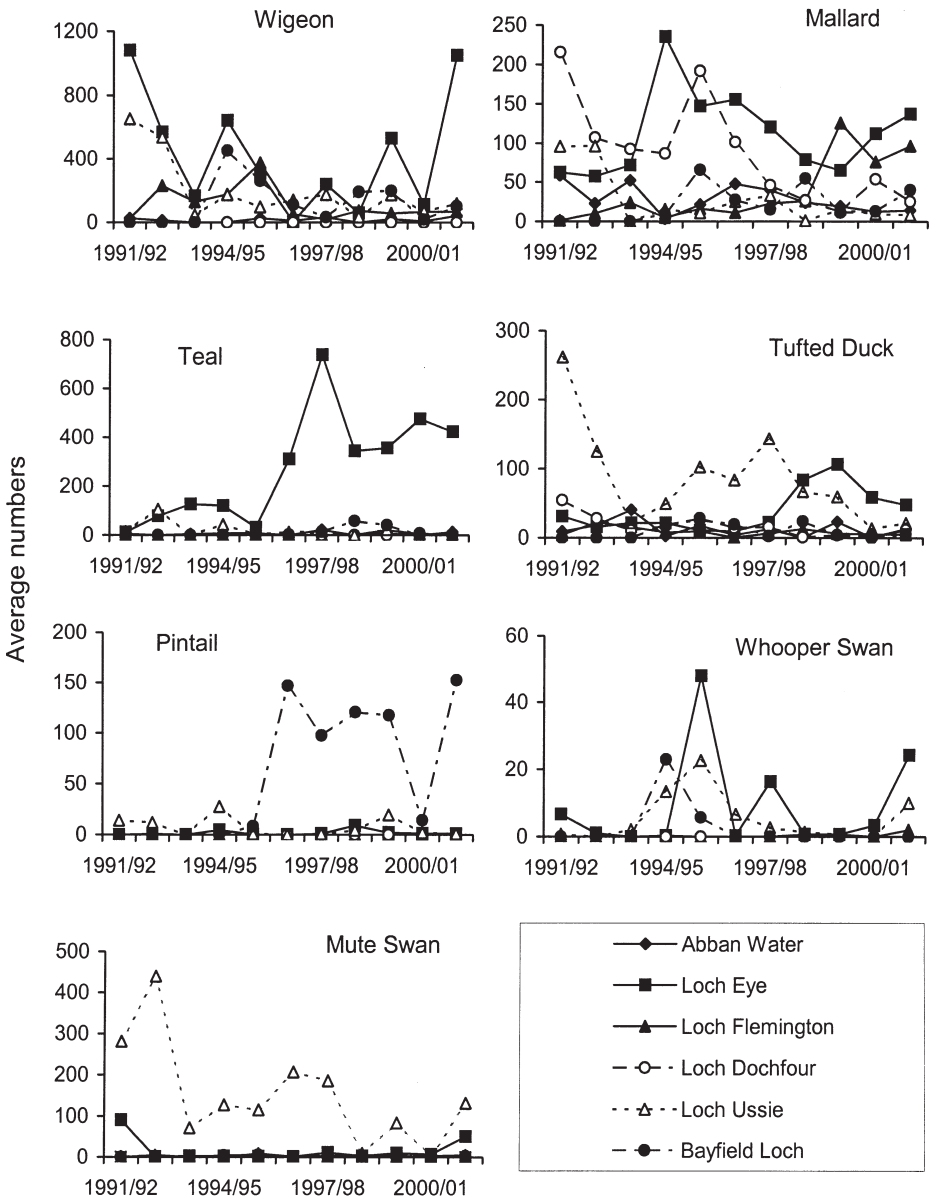 Wigeon
1200
800
400
0
1991/92 1994/95 1997/98 2000/01
Mallard
250
200
150
100
50
0
1991/92 1994/95 1997/98 2000/01
Average numbers
Teal
800
600
400
200
0
1991/92 1994/95 1997/98 2000/01
Tufted Duck
300
200
100
0
1991/92 1994/95 1997/98 2000/01
Pintail
200
150
100
50
0
1991/92 1994/95 1997/98 2000/01
Whooper Swan
60
40
20
0
1991/92 1994/95 1997/98 2000/01
Mute Swan
500
400
300
200
100
0
1991/92 1994/95 1997/98 2000/01
Abban Water
Loch Eye
Loch Flemington
Loch Dochfour
Loch Ussie
Bayfield Loch